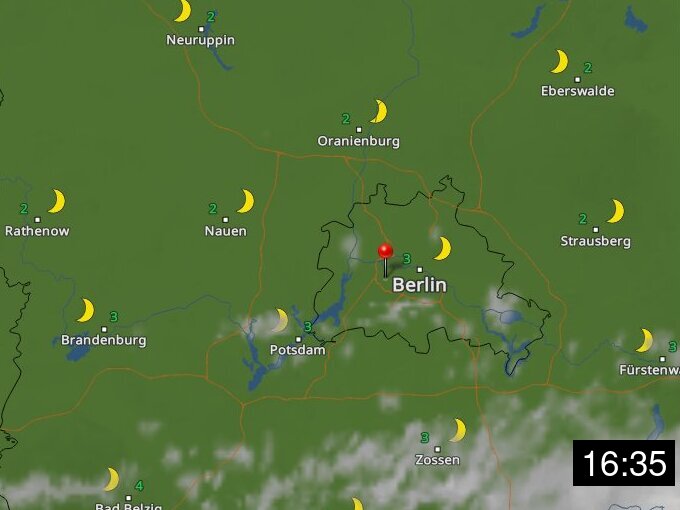 2
Neuruppin
2
Eberswalde
2
Oranienburg
2
Rathenow
2
Nauen
2
Strausberg
3
Berlin
3
Brandenburg
3
Potsdam
3
Fürstenwa
3
Zossen
16:35
4
Bad Belzig